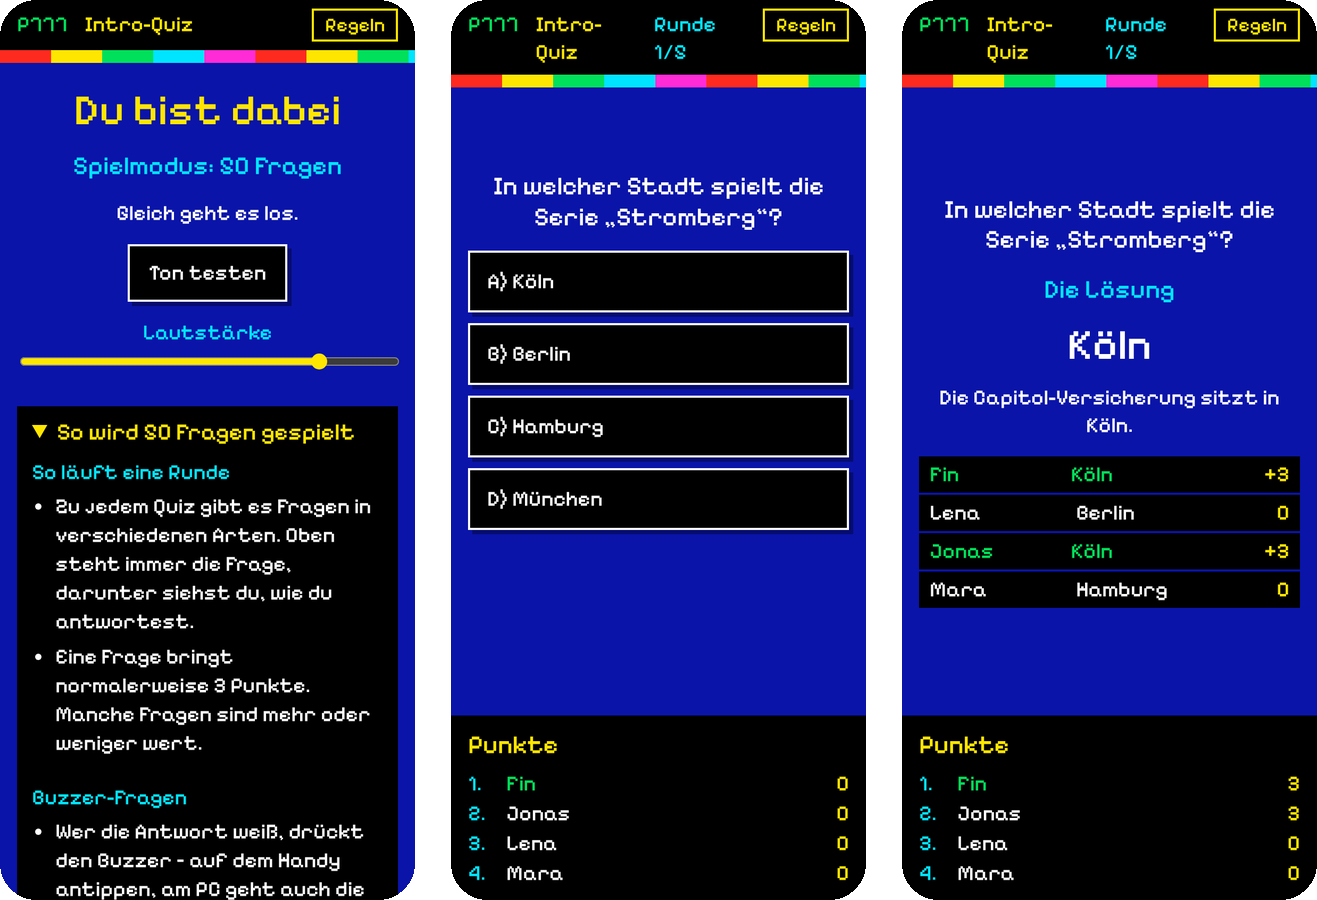 P111 Intro-Quiz
Regeln
Du bist dabei
Spielmodus: 50 Fragen
Gleich geht es los.
Ton testen
Lautstärke
▼ So wird 50 Fragen gespielt
So läuft eine Runde
• Zu jedem Quiz gibt es Fragen in
verschiedenen Arten. Oben
steht immer die Frage,
darunter siehst du, wie du
antwortest.
• Eine Frage bringt
normalerweise 3 Punkte.
Manche Fragen sind mehr oder
weniger wert.
Buzzer-Fragen
• Wer die Antwort weiß, drückt
den Buzzer - auf dem Handy
antippen, am PC geht auch die
P111 Intro-
Quiz
Runde
1/5
Regeln
In welcher Stadt spielt die
Serie „Stromberg“?
A) Köln
B) Berlin
C) Hamburg
D) München
Punkte
1. Fin 0
2. Jonas 0
3. Lena 0
4. Mara 0
P111 Intro-
Quiz
Runde
1/5
Regeln
In welcher Stadt spielt die
Serie „Stromberg“?
Die Lösung
Köln
Die Capitol-Versicherung sitzt in
Köln.
Fin Köln +3
Lena Berlin 0
Jonas Köln +3
Mara Hamburg 0
Punkte
1. Fin 3
2. Jonas 3
3. Lena 0
4. Mara 0